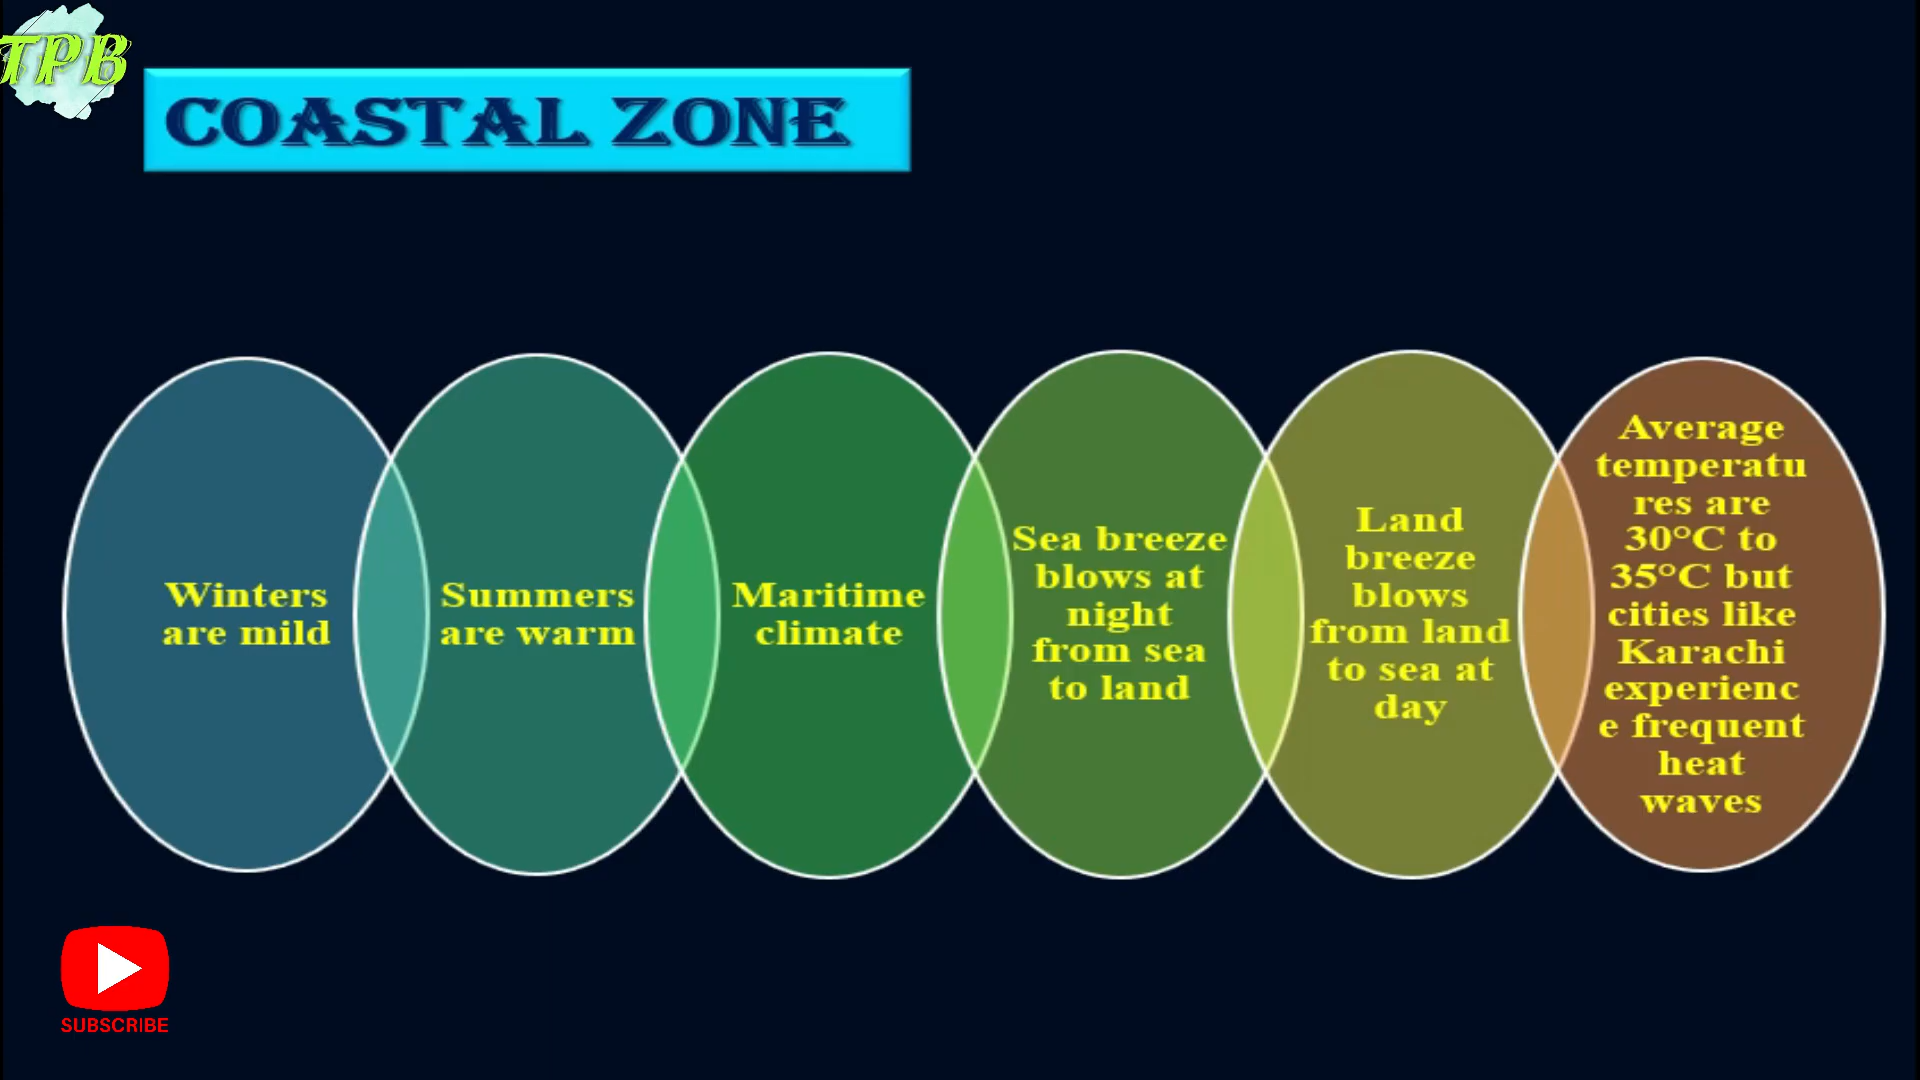 TPB
COASTAL ZONE
Winters
are mild
Summers
are warm
Maritime
climate
Sea breeze
blows at
night
from sea
to land
Land
breeze
blows
from land
to sea at
day
Average
temperatu
res are
30°C to
35°C but
cities like
Karachi
experienc
e frequent
heat
waves
SUBSCRIBE